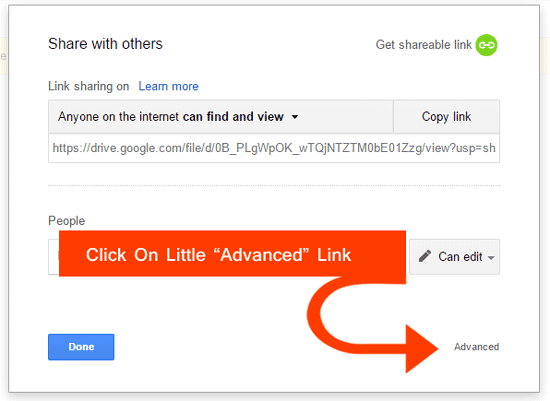 Share with others
Get shareable link
Link sharing on Learn more
Anyone on the internet can find and view
Copy link
https://drive.google.com/file/d/0B_PLgWpOK_wTQjNTZTM0bE01Zzg/view?usp=sh
People
Click On Little “Advanced” Link
Can edit
Done
Advanced